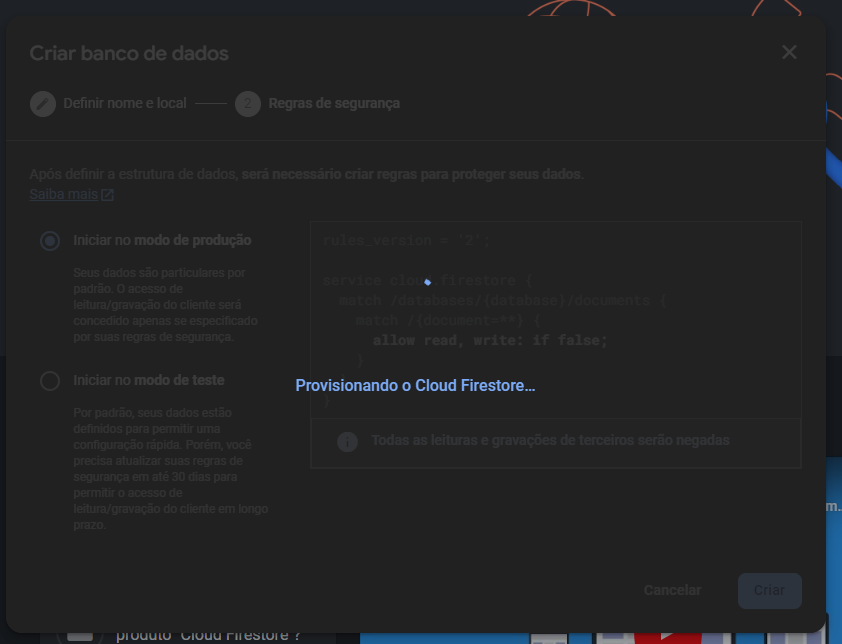 Criar banco de dados
Definir nome e local
2
Regras de segurança
Após definir a estrutura de dados, será necessário criar regras para proteger seus dados.
Saiba mais
Iniciar no modo de produção
Seus dados são particulares por
padrão. O acesso de
leitura/gravação do cliente será
concedido apenas se especificado
por suas regras de segurança.
Iniciar no modo de teste
Por padrão, seus dados estão
definidos para permitir uma
configuração rápida. Porém, você
precisa atualizar suas regras de
segurança em até 30 dias para
permitir o acesso de
leitura/gravação do cliente em longo
prazo.
rules_version = '2';
service cloud.firestore {
match /databases/{database}/documents {
match /{document=**} {
allow read, write: if false;
}
Provisionando o Cloud Firestore...
}
Todas as leituras e gravações de terceiros serão negadas
m...
Cancelar
Criar
produto "Cloud Firestore"?